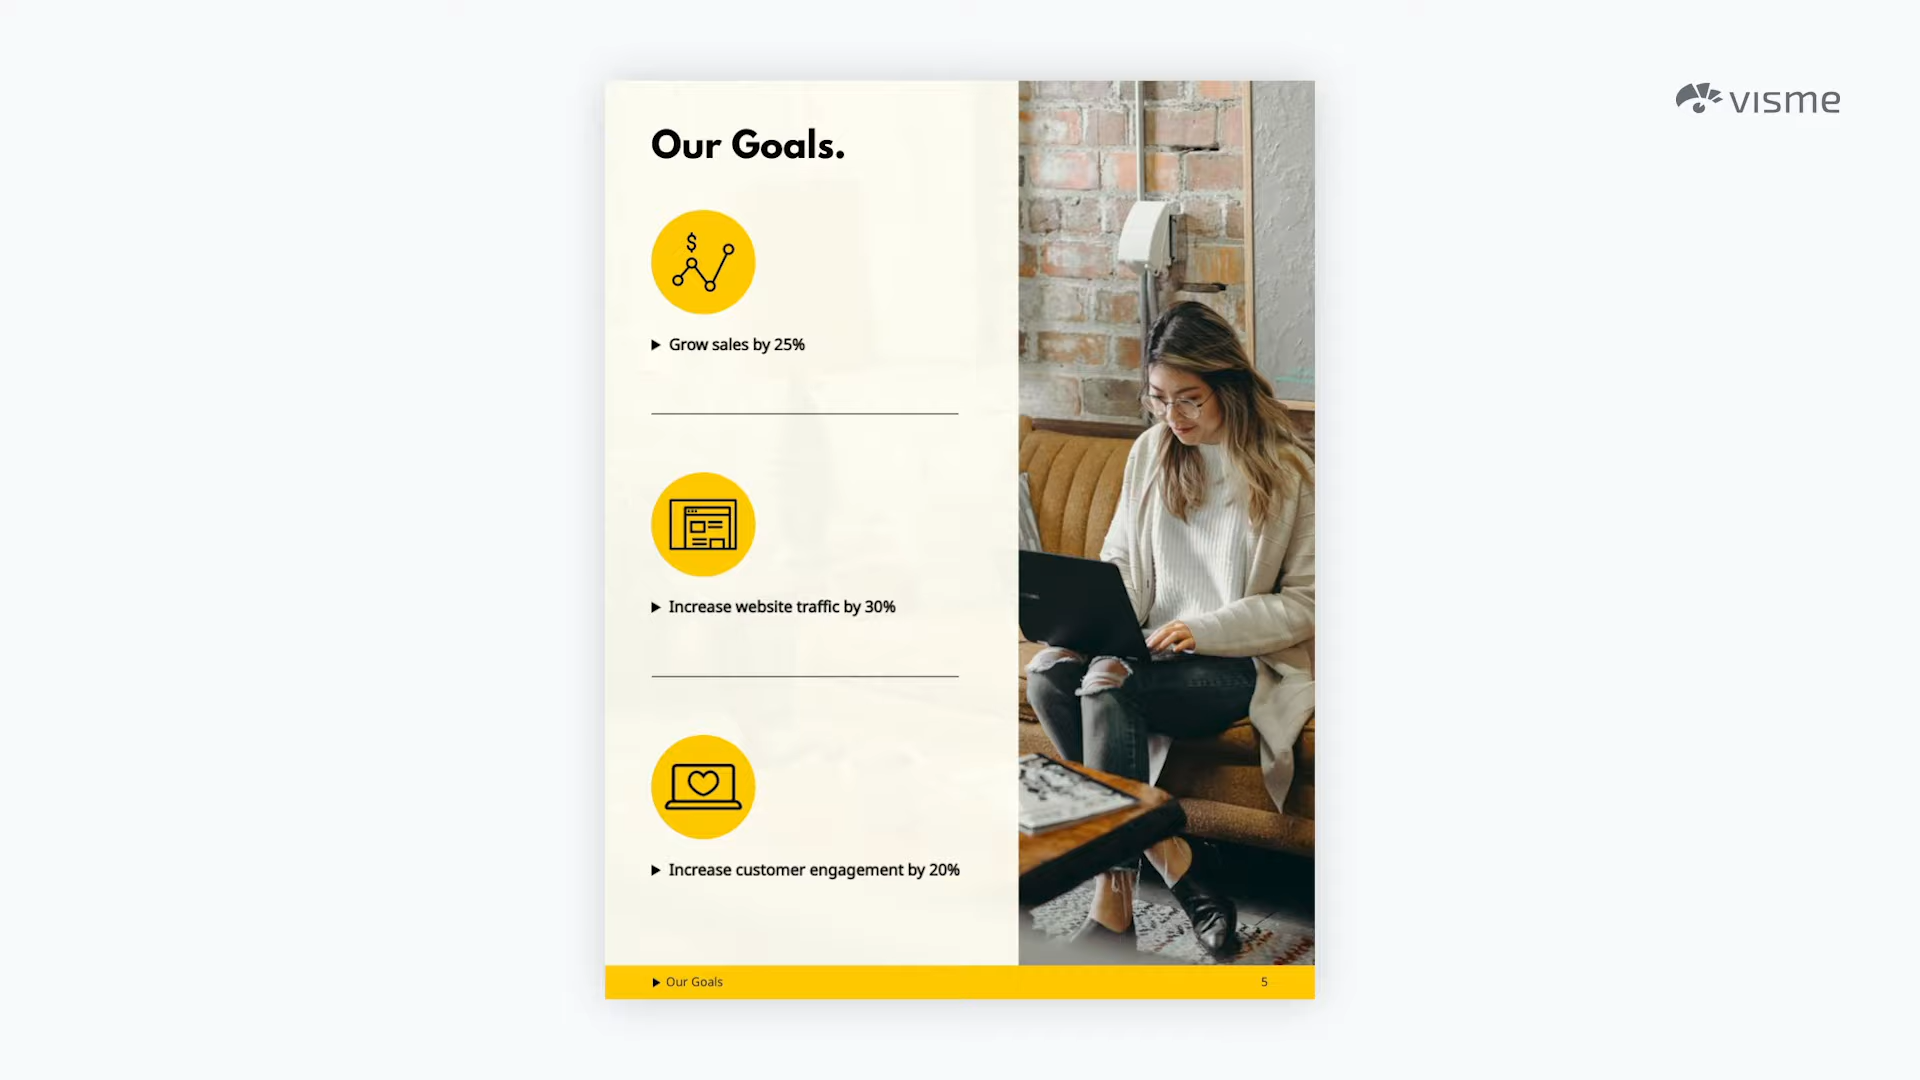 visme
Our Goals.
$
▶ Grow sales by 25%
▶ Increase website traffic by 30%
▶ Increase customer engagement by 20%
▶ Our Goals
5